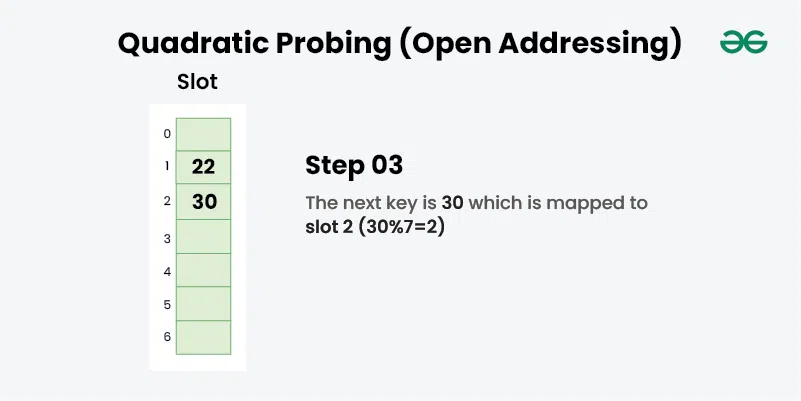 Quadratic Probing (Open Addressing)
Slot
0
1 22
2 30
3
4
5
6
Step 03
The next key is 30 which is mapped to
slot 2 (30%7=2)